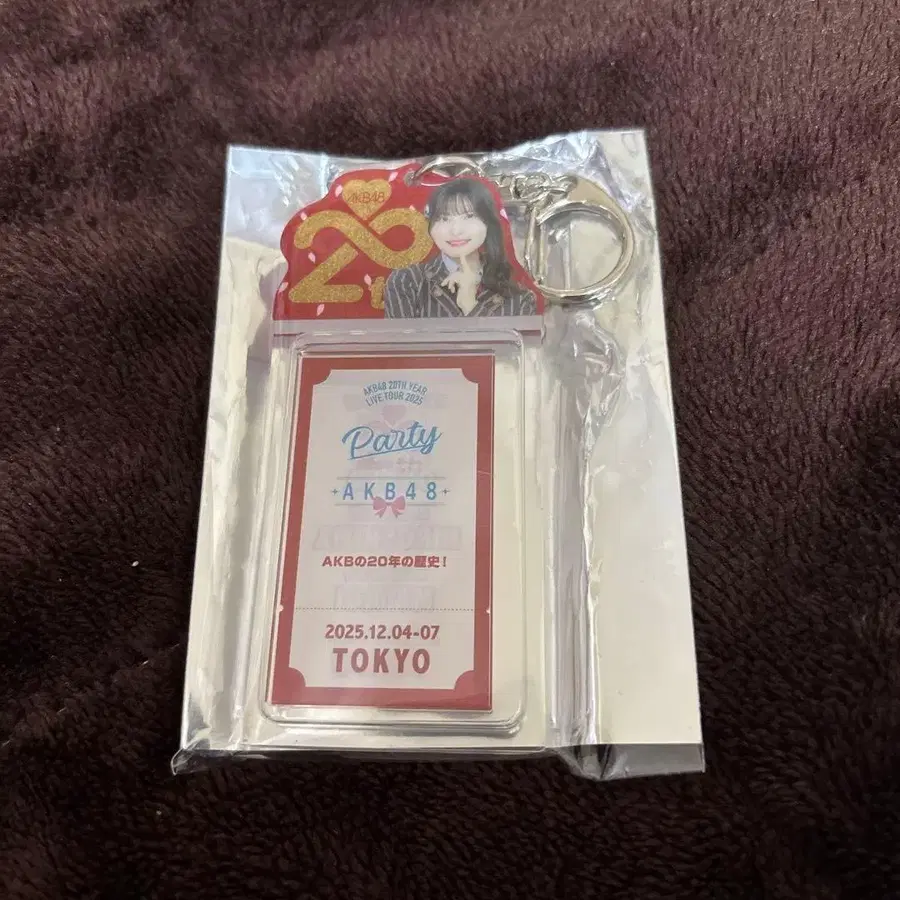 AKB48
20th
AKB48 20TH YEAR
LIVE TOUR 2025
Party
AKB48
AKBの20年の歴史!
2025.12.04-07
TOKYO